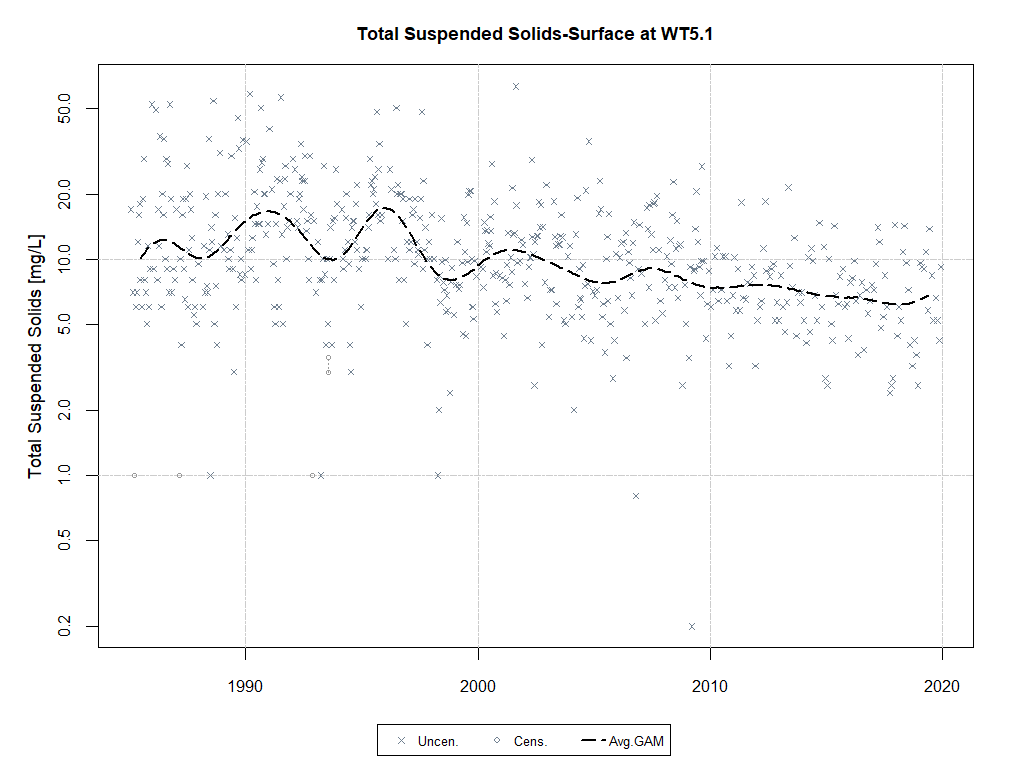 Total Suspended Solids-Surface at WT5.1
Total Suspended Solids [mg/L]
50.0
20.0
10.0
5.0
2.0
1.0
0.5
0.2
1990 2000 2010 2020
Uncen. Cens. Avg.GAM